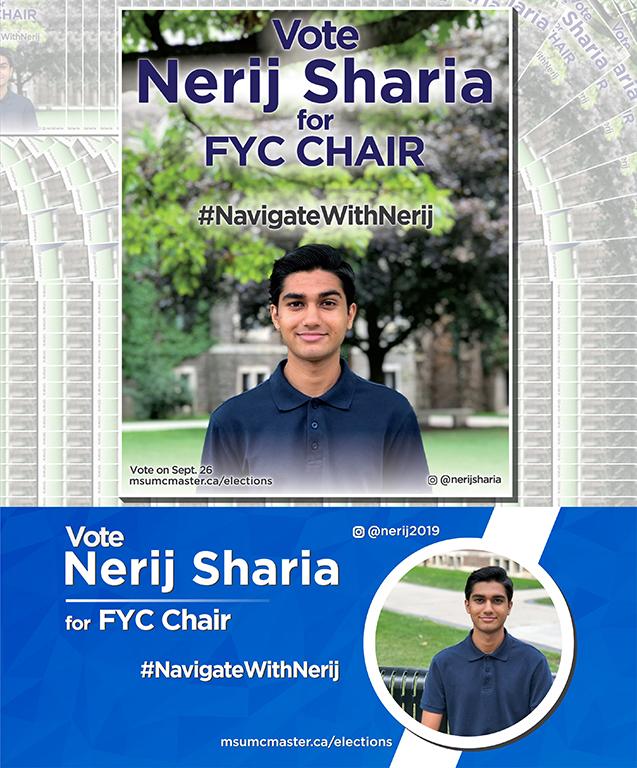 Vote
Nerij Sharia
for
FYC CHAIR
#NavigateWithNerij
Vote on Sept. 26
msumcmaster.ca/elections
@nerijsharia
Vote
Nerij Sharia
for FYC Chair
#NavigateWithNerij
@nerij2019
msumcmaster.ca/elections